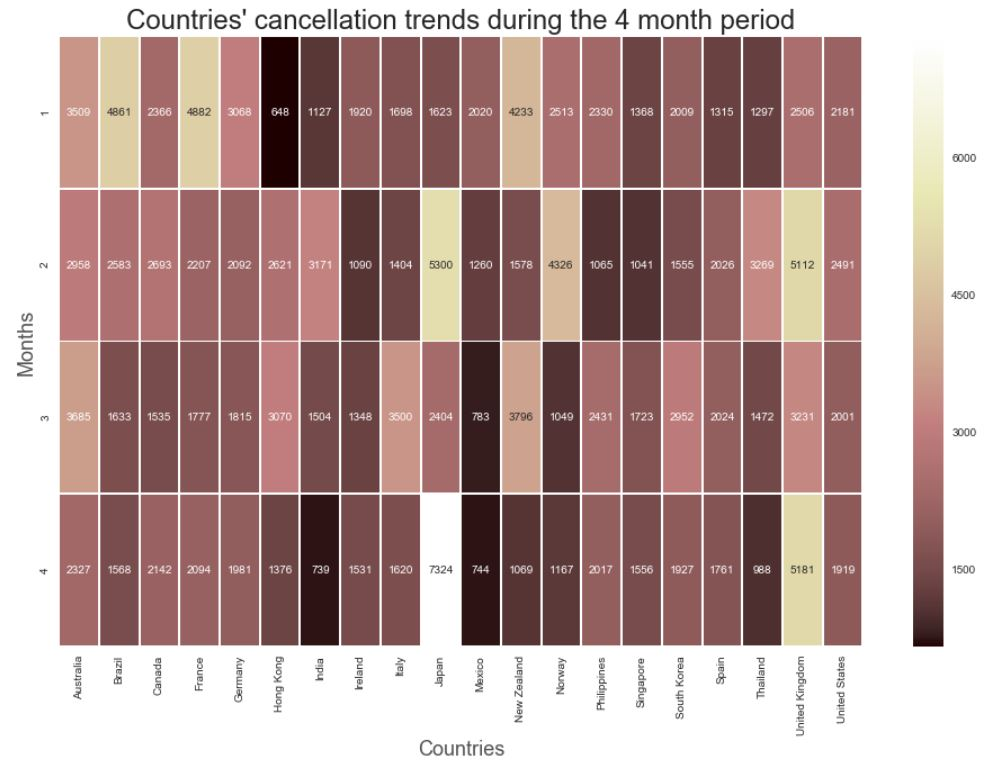 Countries' cancellation trends during the 4 month period
1 3509 4861 2366 4882 3068 648 1127 1920 1698 1623 2020 4233 2513 2330 1368 2009 1315 1297 2506 2181
2 2958 2583 2693 2207 2092 2621 3171 1090 1404 5300 1260 1578 4326 1065 1041 1555 2026 3269 5112 2491
3 3685 1633 1535 1777 1815 3070 1504 1348 3500 2404 783 3796 1049 2431 1723 2952 2024 1472 3231 2001
4 2327 1568 2142 2094 1981 1376 739 1531 1620 7324 744 1069 1167 2017 1556 1927 1761 988 5181 1919
Months
Australia
Brazil
Canada
France
Germany
Hong Kong
India
Ireland
Italy
Japan
Mexico
New Zealand
Norway
Philippines
Singapore
South Korea
Spain
Thailand
United Kingdom
United States
Countries
6000
4500
3000
1500